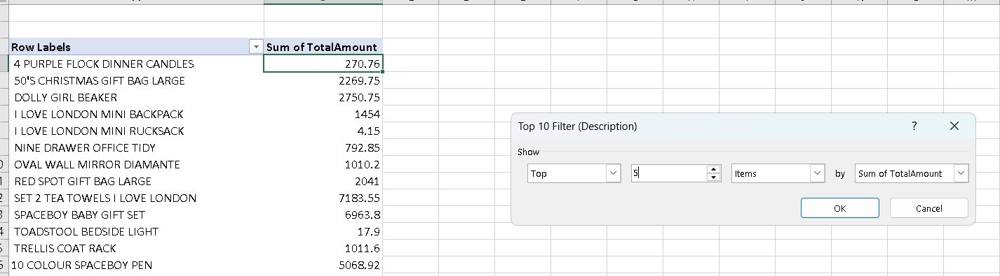 Row Labels Sum of TotalAmount
4 PURPLE FLOCK DINNER CANDLES 270.76
50'S CHRISTMAS GIFT BAG LARGE 2269.75
DOLLY GIRL BEAKER 2750.75
I LOVE LONDON MINI BACKPACK 1454
I LOVE LONDON MINI RUCKSACK 4.15
NINE DRAWER OFFICE TIDY 792.85
OVAL WALL MIRROR DIAMANTE 1010.2
RED SPOT GIFT BAG LARGE 2041
SET 2 TEA TOWELS I LOVE LONDON 7183.55
SPACEBOY BABY GIFT SET 6963.8
TOADSTOOL BEDSIDE LIGHT 17.9
TRELLIS COAT RACK 1011.6
10 COLOUR SPACEBOY PEN 5068.92
Top 10 Filter (Description) ?
Show
Top 5 Items by Sum of TotalAmount
OK Cancel